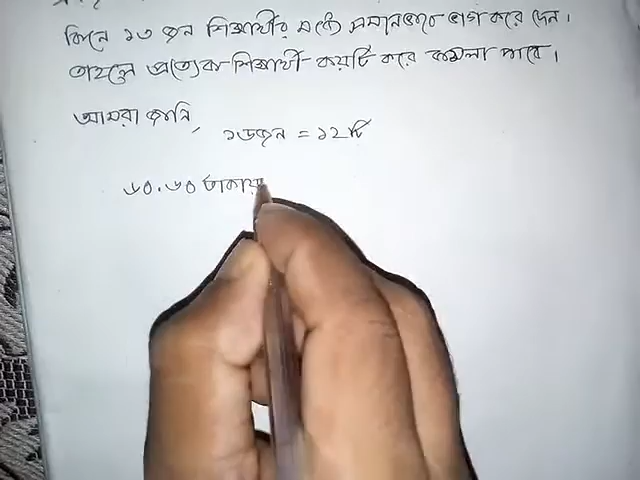 কিনে ১৩ জন শিক্ষার্থীর মধ্যে সমানভাবে ভাগ করে দেন।
তাহলে প্রত্যেক শিক্ষার্থী কয়টি করে কমলা পাবে।
আমরা জানি,
১ডজন = ১২টি
৬০.৬০ টাকায়